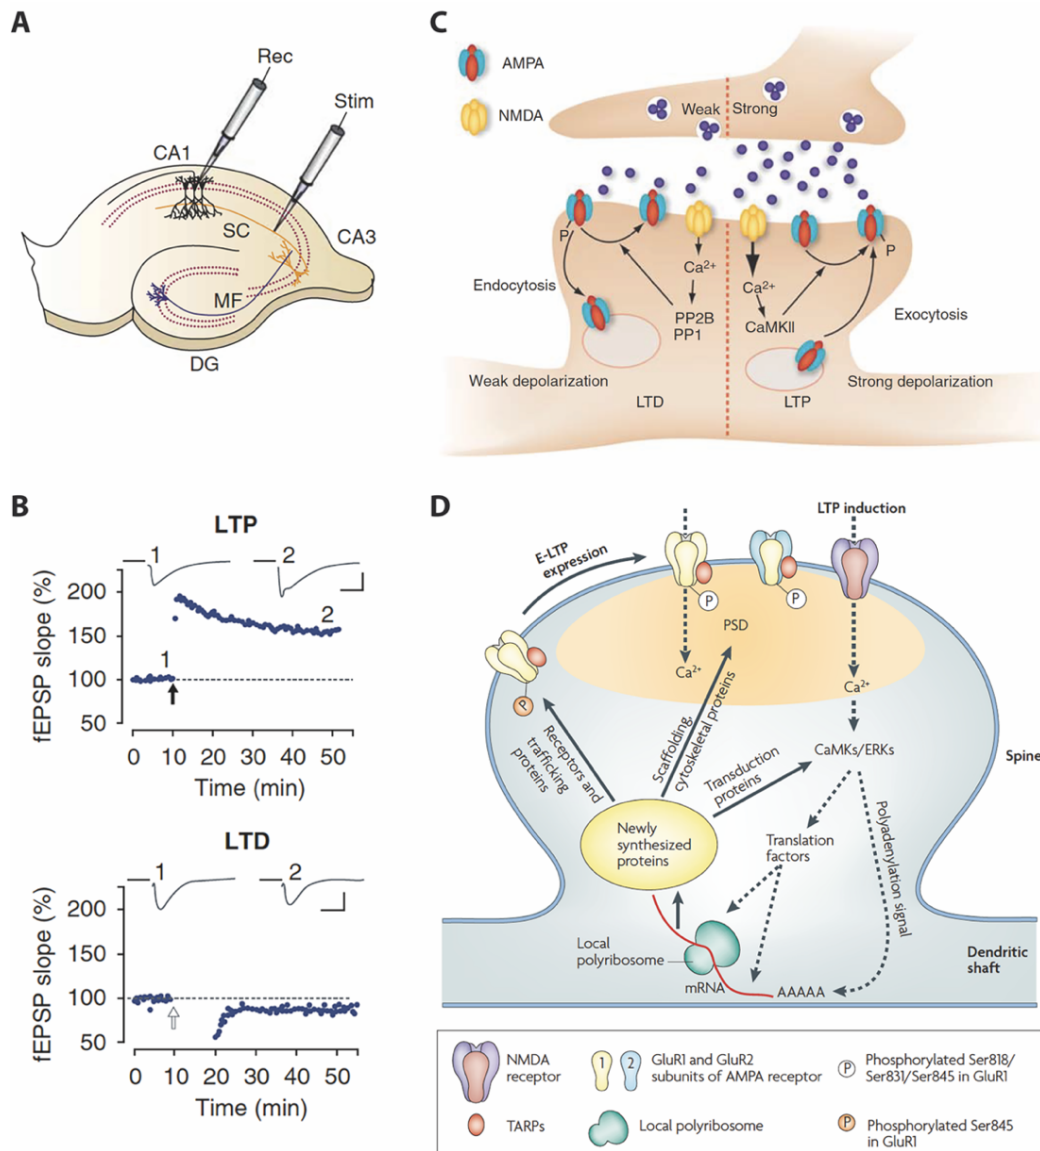 A
Rec
Stim
CA1
SC
CA3
MF
DG
B
LTP
1
2
200
150
100
50
1
2
fEPSP slope (%)
0
10
20
30
40
50
Time (min)
LTD
1
2
200
100
50
fEPSP slope (%)
0
10
20
30
40
50
Time (min)
C
AMPA
NMDA
Weak
Strong
P
P
Ca²⁺
Ca²⁺
Endocytosis
PP2B
PP1
CaMKII
Exocytosis
Weak depolarization
Strong depolarization
LTD
LTP
D
LTP induction
E-LTP
expression
P
P
PSD
Ca²⁺
Ca²⁺
P
Receptors and
trafficking
proteins
Scaffolding,
cytoskeletal proteins
Transduction
proteins
CaMKs/ERKs
Spine
Newly
synthesized
proteins
Translation
factors
Polyadenylation signal
Local
polyribosome
mRNA
AAAAA
Dendritic
shaft
NMDA
receptor
1
2
GluR1 and GluR2
subunits of AMPA receptor
P
Phosphorylated Ser818/
Ser831/Ser845 in GluR1
TARPs
Local polyribosome
P
Phosphorylated Ser845
in GluR1